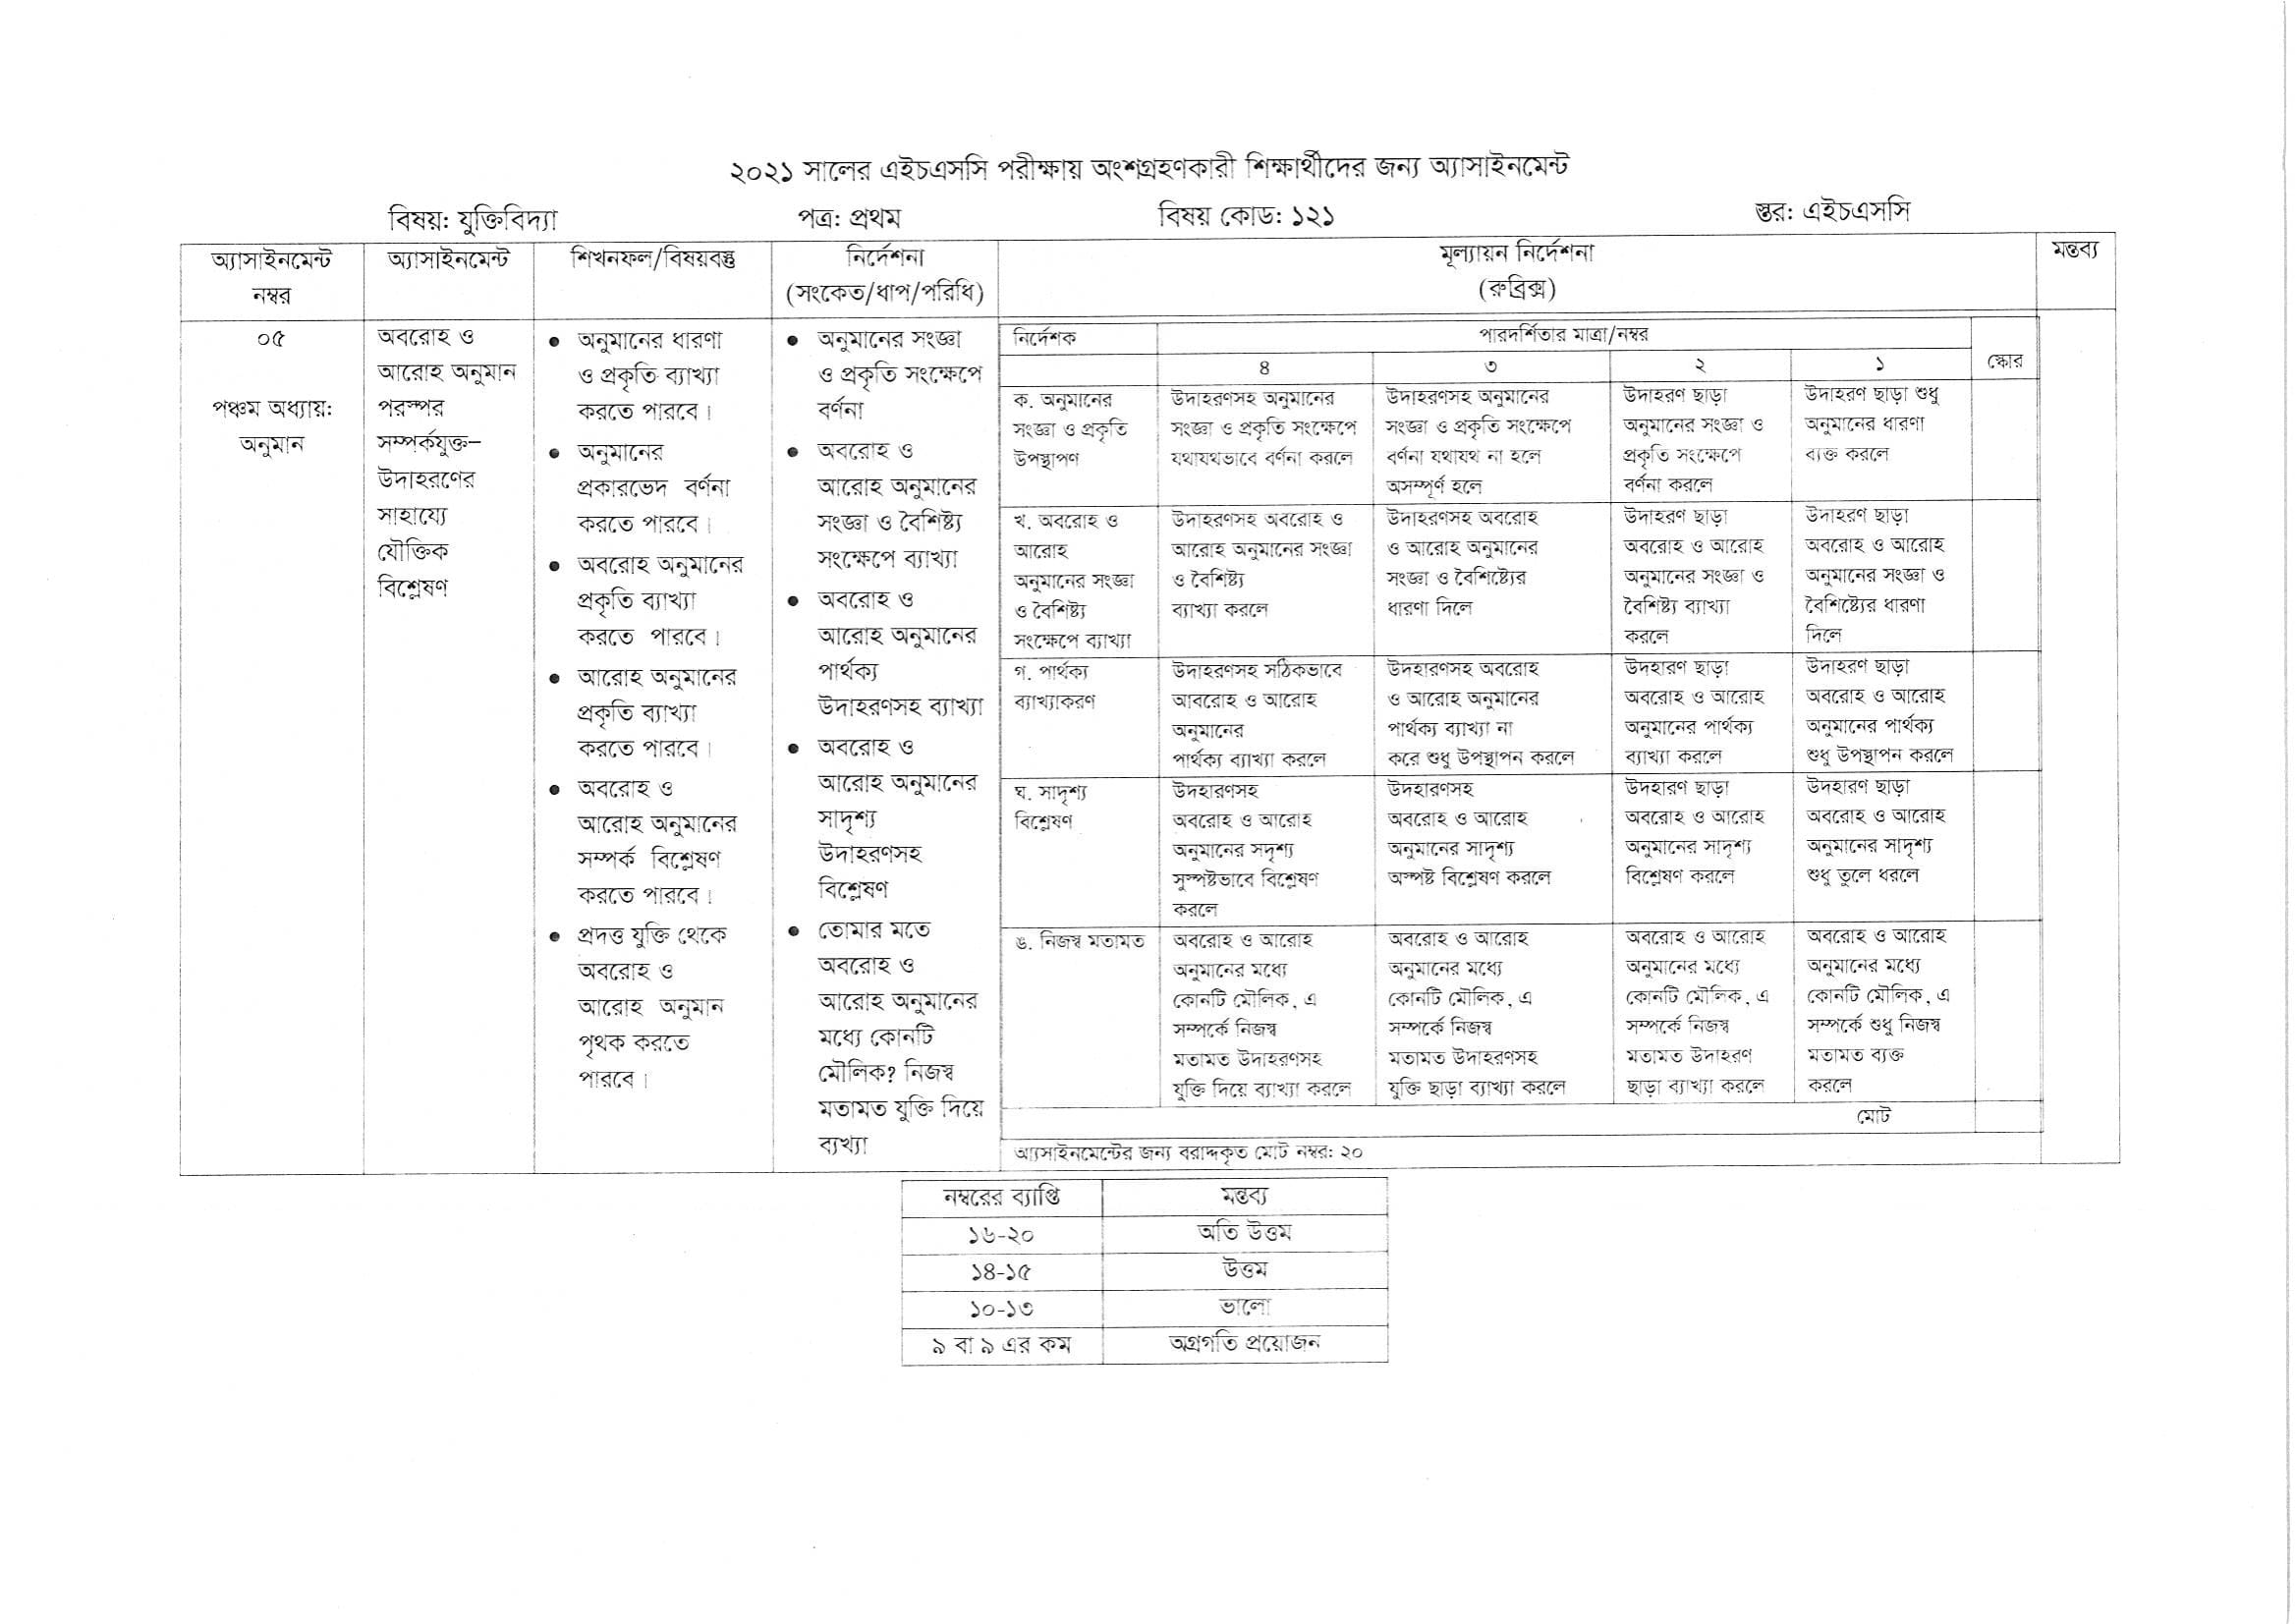 ২০২১ সালের এইচএসসি পরীক্ষায় অংশগ্রহণকারী শিক্ষার্থীদের জন্য অ্যাসাইনমেন্ট
বিষয়: যুক্তিবিদ্যা পত্র: প্রথম বিষয় কোড: ১২১ স্তর: এইচএসসি
অ্যাসাইনমেন্ট
নম্বর
অ্যাসাইনমেন্ট
শিখনফল/বিষয়বস্তু
নির্দেশনা
(সংকেত/ধাপ/পরিধি)
মূল্যায়ন নির্দেশনা
(রুব্রিক্স)
মন্তব্য
০৫
পঞ্চম অধ্যায়:
অনুমান
অবরোহ ও
আরোহ অনুমান
পরস্পর
সম্পর্কযুক্ত–
উদাহরণের
সাহায্যে
যৌক্তিক
বিশ্লেষণ
● অনুমানের ধারণা
ও প্রকৃতি ব্যাখ্যা
করতে পারবে।
● অনুমানের
প্রকারভেদ বর্ণনা
করতে পারবে।
● অবরোহ অনুমানের
প্রকৃতি ব্যাখ্যা
করতে পারবে।
● আরোহ অনুমানের
প্রকৃতি ব্যাখ্যা
করতে পারবে।
● অবরোহ ও
আরোহ অনুমানের
সম্পর্ক বিশ্লেষণ
করতে পারবে।
● প্রদত্ত যুক্তি থেকে
অবরোহ ও
আরোহ অনুমান
পৃথক করতে
পারবে।
● অনুমানের সংজ্ঞা
ও প্রকৃতি সংক্ষেপে
বর্ণনা
● অবরোহ ও
আরোহ অনুমানের
সংজ্ঞা ও বৈশিষ্ট্য
সংক্ষেপে ব্যাখ্যা
● অবরোহ ও
আরোহ অনুমানের
পার্থক্য
উদাহরণসহ ব্যাখ্যা
● অবরোহ ও
আরোহ অনুমানের
সাদৃশ্য
উদাহরণসহ
বিশ্লেষণ
● তোমার মতে
অবরোহ ও
আরোহ অনুমানের
মধ্যে কোনটি
মৌলিক? নিজস্ব
মতামত যুক্তি দিয়ে
ব্যখ্যা
নির্দেশক
পারদর্শিতার মাত্রা/নম্বর
স্কোর
৪ ৩ ২ ১
ক. অনুমানের
সংজ্ঞা ও প্রকৃতি
উপস্থাপণ
উদাহরণসহ অনুমানের
সংজ্ঞা ও প্রকৃতি সংক্ষেপে
যথাযথভাবে বর্ণনা করলে
উদাহরণসহ অনুমানের
সংজ্ঞা ও প্রকৃতি সংক্ষেপে
বর্ণনা যথাযথ না হলে
অসম্পূর্ণ হলে
উদাহরণ ছাড়া
অনুমানের সংজ্ঞা ও
প্রকৃতি সংক্ষেপে
বর্ণনা করলে
উদাহরণ ছাড়া শুধু
অনুমানের ধারণা
ব্যক্ত করলে
খ. অবরোহ ও
আরোহ
অনুমানের সংজ্ঞা
ও বৈশিষ্ট্য
সংক্ষেপে ব্যাখ্যা
উদাহরণসহ অবরোহ ও
আরোহ অনুমানের সংজ্ঞা
ও বৈশিষ্ট্য
ব্যাখ্যা করলে
উদাহরণসহ অবরোহ
ও আরোহ অনুমানের
সংজ্ঞা ও বৈশিষ্ট্যের
ধারণা দিলে
উদাহরণ ছাড়া
অবরোহ ও আরোহ
অনুমানের সংজ্ঞা ও
বৈশিষ্ট্য ব্যাখ্যা
করলে
উদাহরণ ছাড়া
অবরোহ ও আরোহ
অনুমানের সংজ্ঞা ও
বৈশিষ্ট্যের ধারণা
দিলে
গ. পার্থক্য
ব্যাখ্যাকরণ
উদাহরণসহ সঠিকভাবে
আবরোহ ও আরোহ
অনুমানের
পার্থক্য ব্যাখ্যা করলে
উদহারণসহ অবরোহ
ও আরোহ অনুমানের
পার্থক্য ব্যাখ্যা না
করে শুধু উপস্থাপন করলে
উদহারণ ছাড়া
অবরোহ ও আরোহ
অনুমানের পার্থক্য
ব্যাখ্যা করলে
উদাহরণ ছাড়া
অবরোহ ও আরোহ
অনুমানের পার্থক্য
শুধু উপস্থাপন করলে
ঘ. সাদৃশ্য
বিশ্লেষণ
উদহারণসহ
অবরোহ ও আরোহ
অনুমানের সদৃশ্য
সুস্পষ্টভাবে বিশ্লেষণ
করলে
উদহারণসহ
অবরোহ ও আরোহ
অনুমানের সাদৃশ্য
অস্পষ্ট বিশ্লেষণ করলে
উদহারণ ছাড়া
অবরোহ ও আরোহ
অনুমানের সাদৃশ্য
বিশ্লেষণ করলে
উদহারণ ছাড়া
অবরোহ ও আরোহ
অনুমানের সাদৃশ্য
শুধু তুলে ধরলে
ঙ. নিজস্ব মতামত
অবরোহ ও আরোহ
অনুমানের মধ্যে
কোনটি মৌলিক, এ
সম্পর্কে নিজস্ব
মতামত উদাহরণসহ
যুক্তি দিয়ে ব্যাখ্যা করলে
অবরোহ ও আরোহ
অনুমানের মধ্যে
কোনটি মৌলিক, এ
সম্পর্কে নিজস্ব
মতামত উদাহরণসহ
যুক্তি ছাড়া ব্যাখ্যা করলে
অবরোহ ও আরোহ
অনুমানের মধ্যে
কোনটি মৌলিক, এ
সম্পর্কে নিজস্ব
মতামত উদাহরণ
ছাড়া ব্যাখ্যা করলে
অবরোহ ও আরোহ
অনুমানের মধ্যে
কোনটি মৌলিক, এ
সম্পর্কে শুধু নিজস্ব
মতামত ব্যক্ত
করলে
মোট
অ্যাসাইনমেন্টের জন্য বরাদ্দকৃত মোট নম্বর: ২০
নম্বরের ব্যাপ্তি মন্তব্য
১৬-২০ অতি উত্তম
১৪-১৫ উত্তম
১০-১৩ ভালো
৯ বা ৯ এর কম অগ্রগতি প্রয়োজন